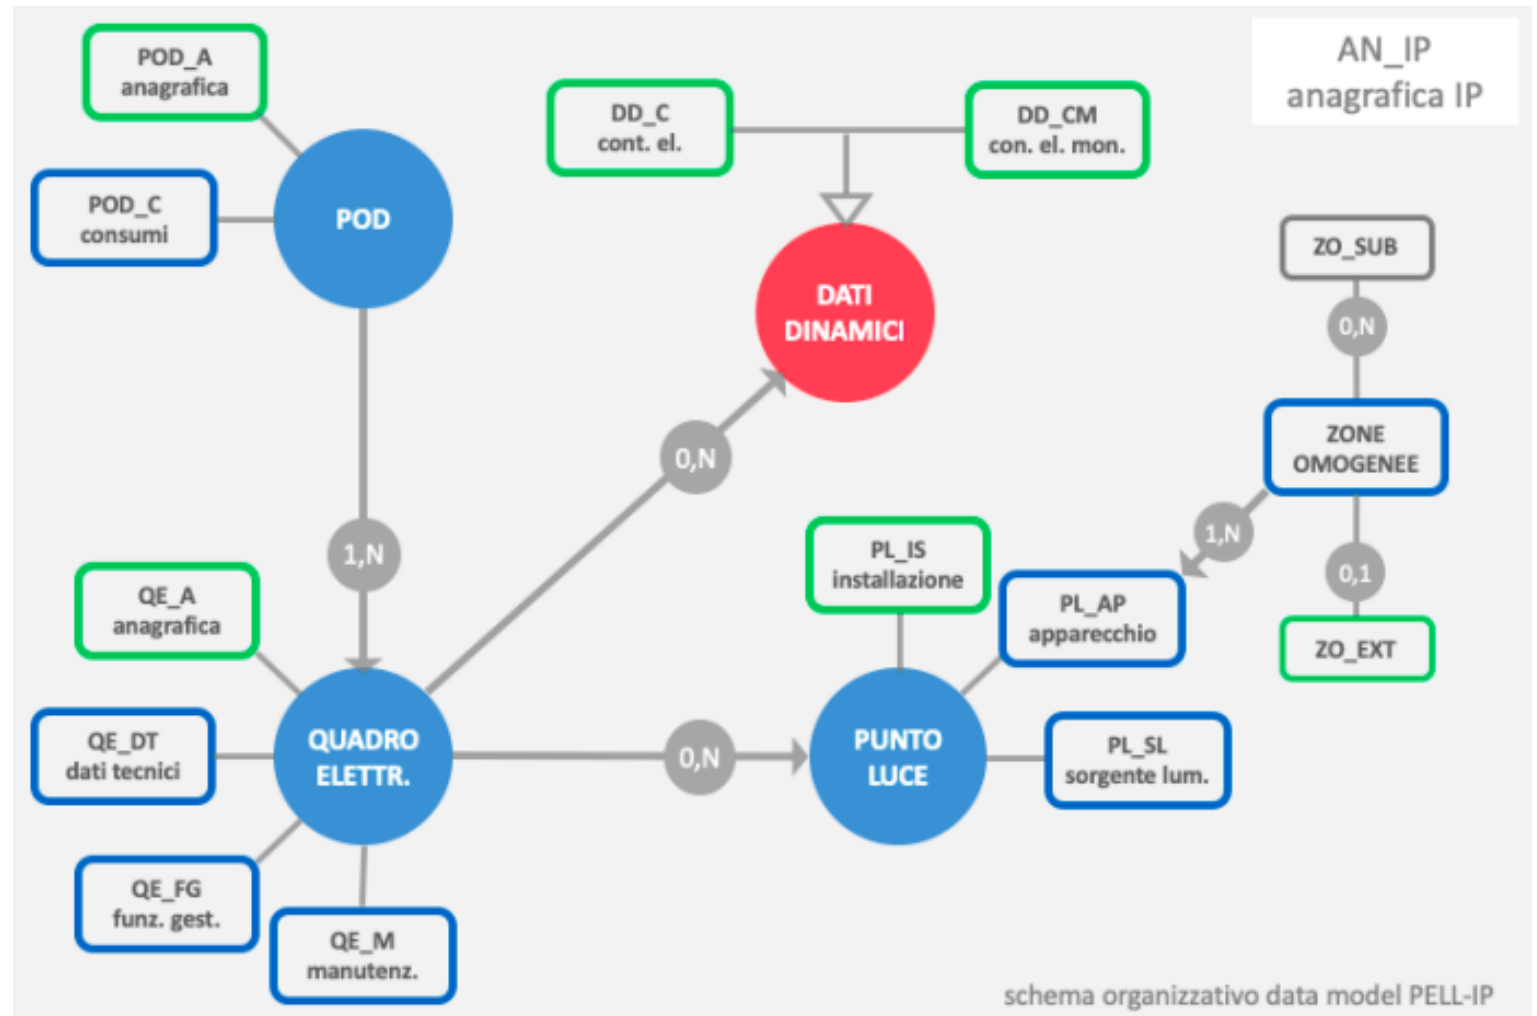 POD_A
anagrafica
POD_C
consumi
POD
DD_C
cont. el.
DD_CM
con. el. mon.
AN_IP
anagrafica IP
DATI
DINAMICI
ZO_SUB
0,N
ZONE
OMOGENEE
0,N
1,N
1,N
0,1
PL_IS
installazione
PL_AP
apparecchio
ZO_EXT
QE_A
anagrafica
QE_DT
dati tecnici
QUADRO
ELETTR.
0,N
PUNTO
LUCE
PL_SL
sorgente lum.
QE_FG
funz. gest.
QE_M
manutenz.
schema organizzativo data model PELL-IP